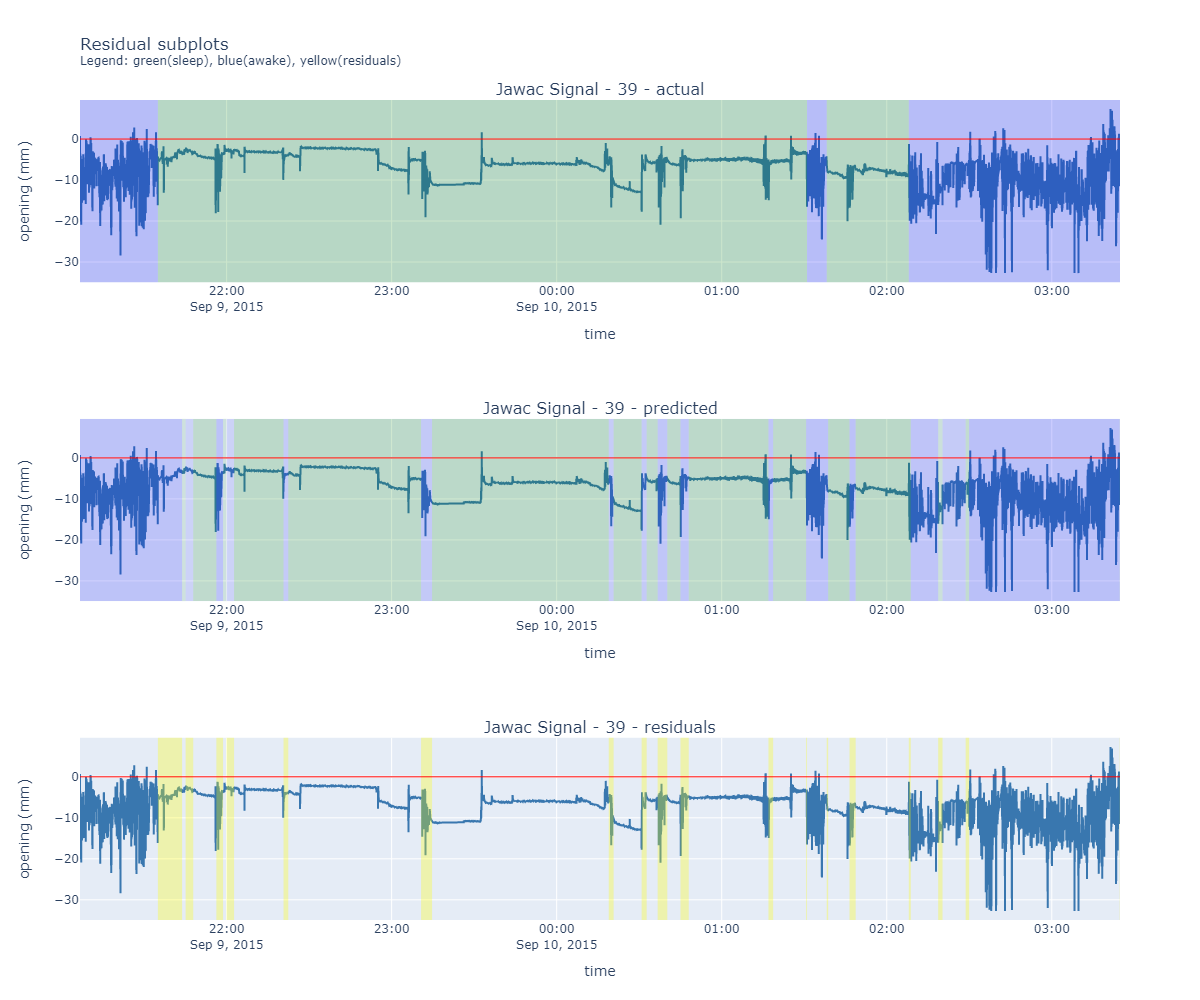 Residual subplots
Legend: green(sleep), blue(awake), yellow(residuals)
Jawac Signal - 39 - actual
opening (mm)
0
−10
−20
−30
22:00 23:00 00:00 01:00 02:00 03:00
Sep 9, 2015 Sep 10, 2015
time
Jawac Signal - 39 - predicted
opening (mm)
0
−10
−20
−30
22:00 23:00 00:00 01:00 02:00 03:00
Sep 9, 2015 Sep 10, 2015
time
Jawac Signal - 39 - residuals
opening (mm)
0
−10
−20
−30
22:00 23:00 00:00 01:00 02:00 03:00
Sep 9, 2015 Sep 10, 2015
time